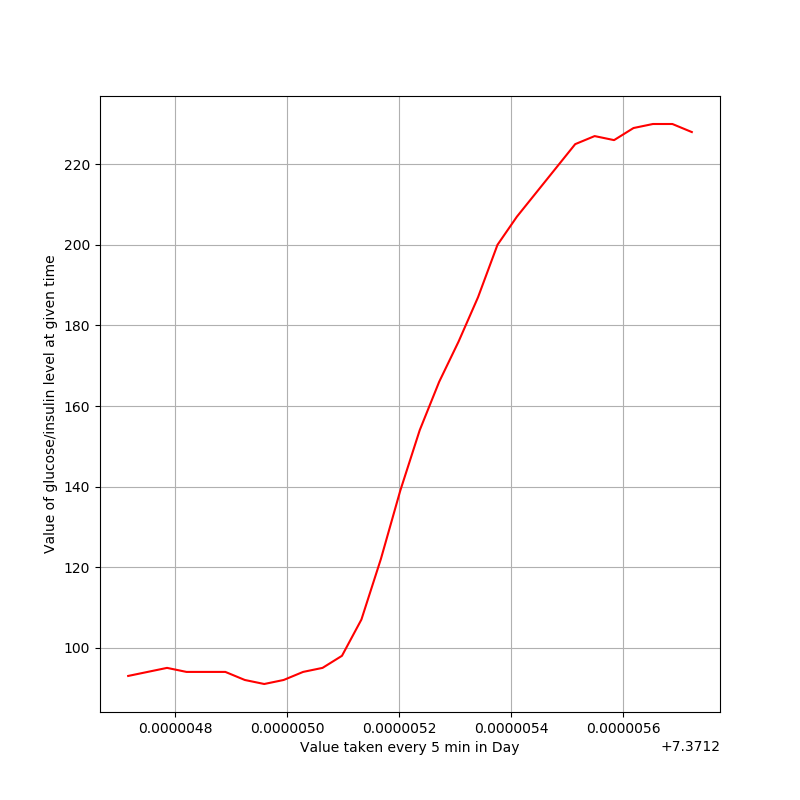 220
200
180
160
140
120
100
Value of glucose/insulin level at given time
0.0000048 0.0000050 0.0000052 0.0000054 0.0000056
Value taken every 5 min in Day
+7.3712